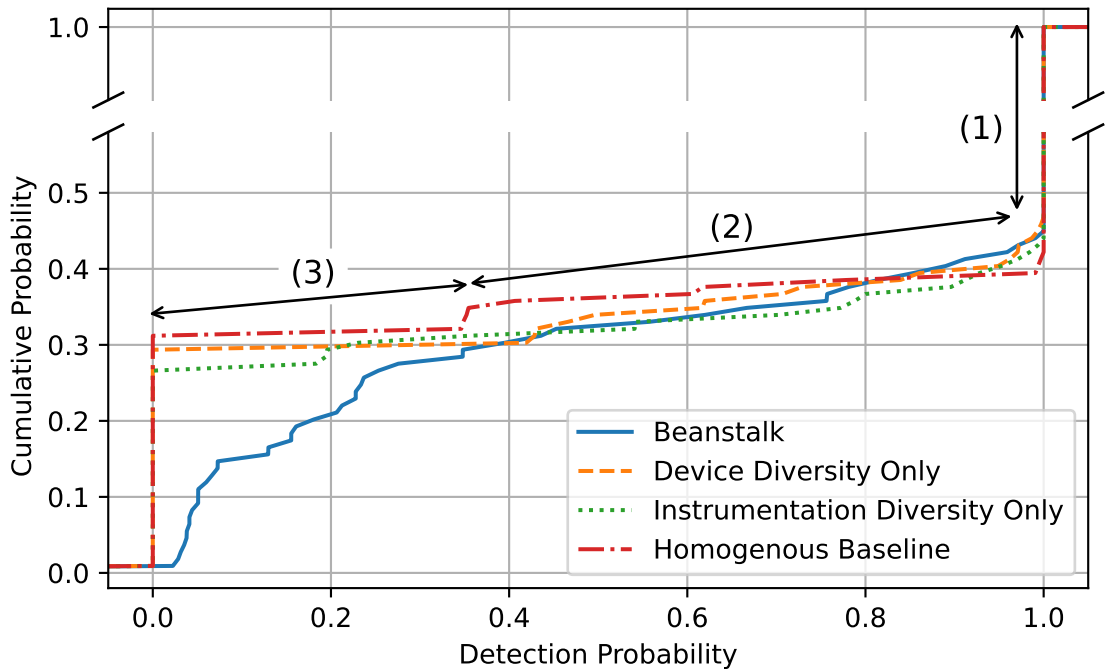 1.0
(1)
0.5
(2)
0.4
(3)
0.3
0.2
0.1
0.0
Cumulative Probability
Beanstalk
Device Diversity Only
Instrumentation Diversity Only
Homogenous Baseline
0.0 0.2 0.4 0.6 0.8 1.0
Detection Probability